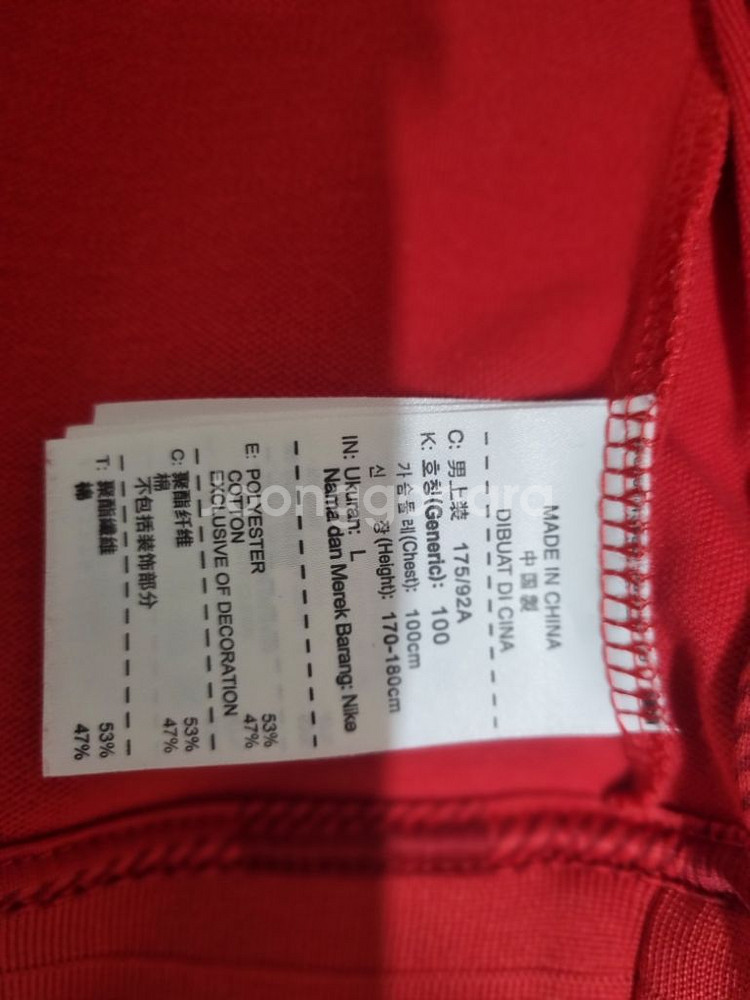 MADE IN CHINA
中国製
DIBUAT DI CINA
C: 男上装 175/92A
K: 호칭(Generic): 100
가슴둘레(Chest): 100cm
신 장(Height): 170-180cm
IN: Ukuran: L
Nama dan Merek Barang: Nike
E: POLYESTER 53%
COTTON 47%
EXCLUSIVE OF DECORATION
C: 聚酯纤维 53%
棉 47%
不包括装饰部分
T: 聚酯纖維 53%
棉 47%